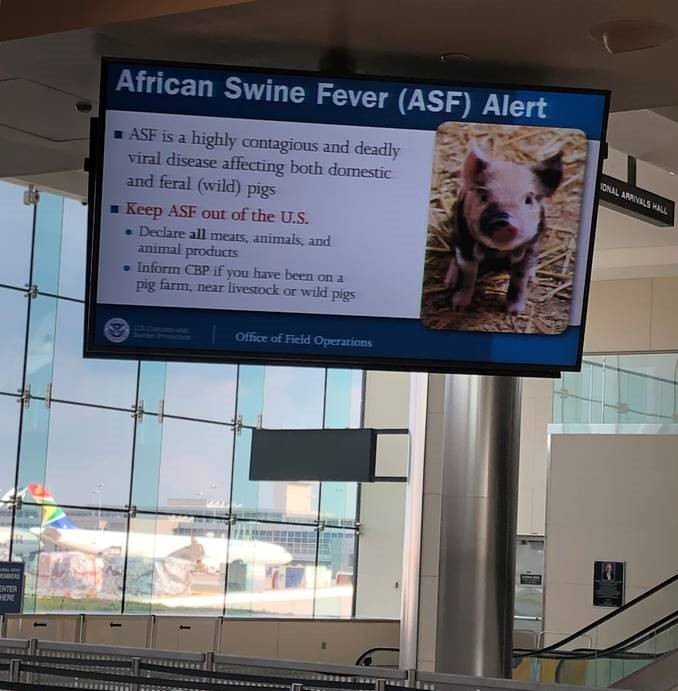 African Swine Fever (ASF) Alert
■ ASF is a highly contagious and deadly
viral disease affecting both domestic
and feral (wild) pigs
■ Keep ASF out of the U.S.
• Declare all meats, animals, and
animal products
• Inform CBP if you have been on a
pig farm, near livestock or wild pigs
U.S. Customs and
Border Protection
Office of Field Operations
IONAL ARRIVALS HALL
ENTER
HERE